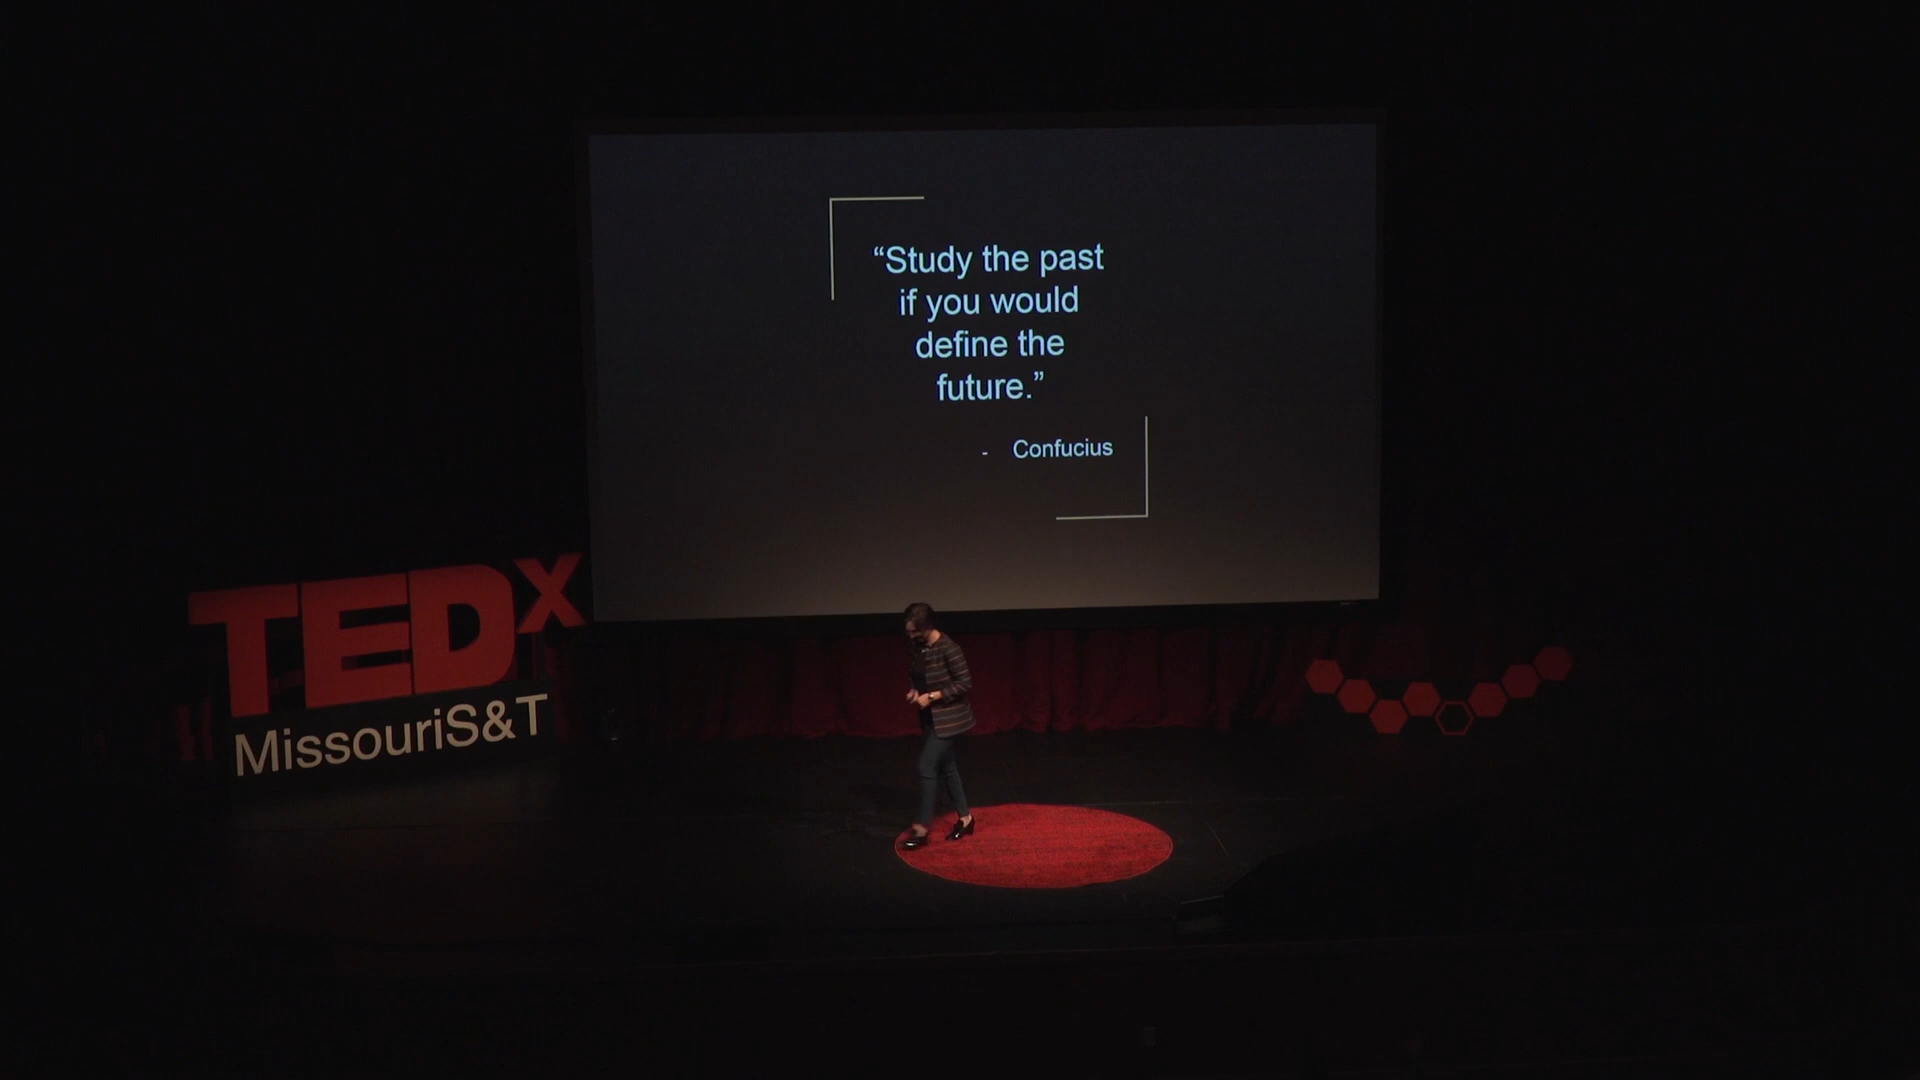 “Study the past
if you would
define the
future.”
- Confucius
TEDx
MissouriS&T